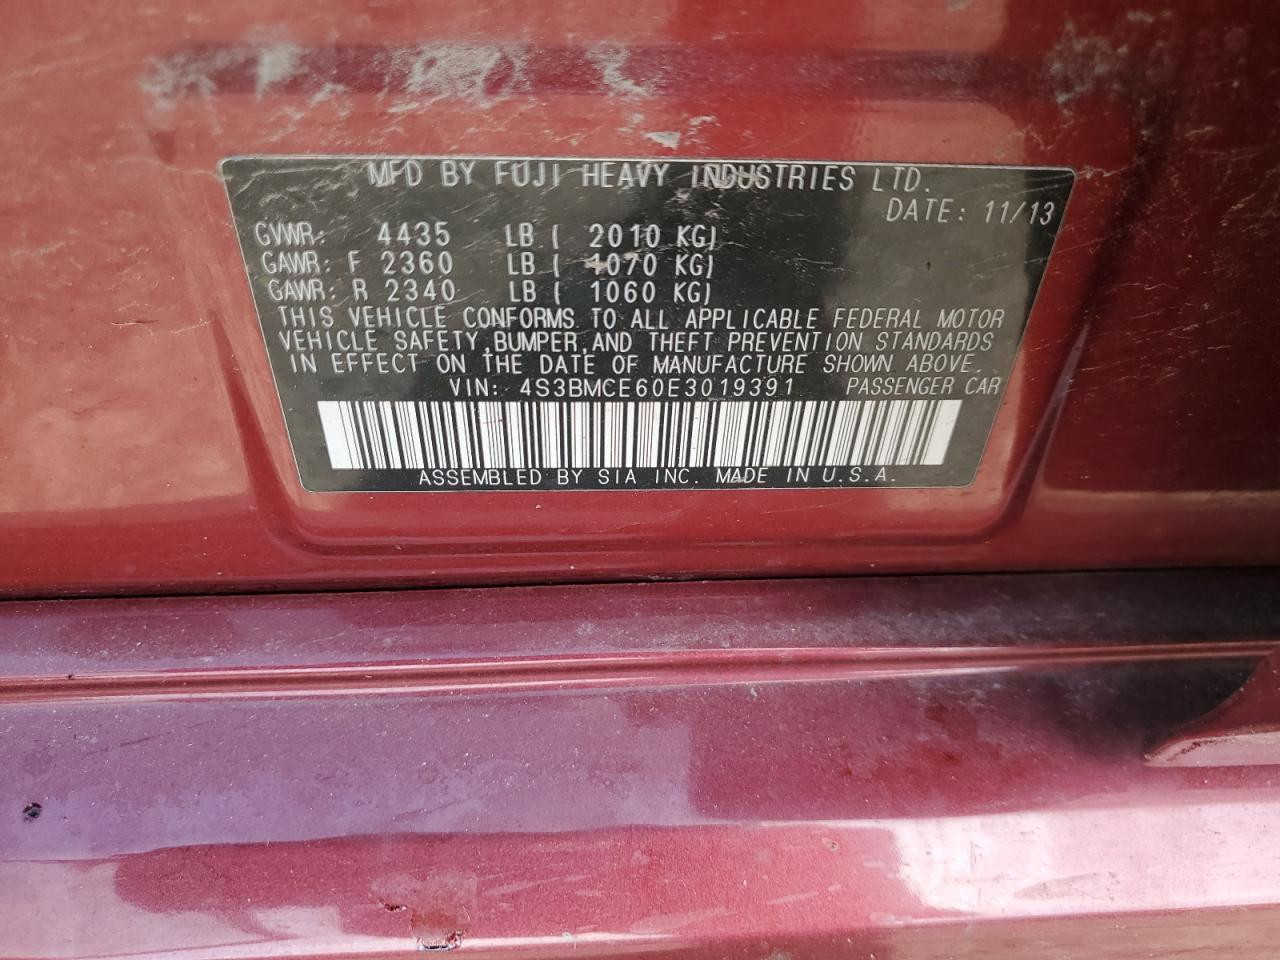 MFD BY FUJI HEAVY INDUSTRIES LTD.
DATE: 11/13
GVWR: 4435 LB ( 2010 KG)
GAWR: F 2360 LB ( 1070 KG)
GAWR: R 2340 LB ( 1060 KG)
THIS VEHICLE CONFORMS TO ALL APPLICABLE FEDERAL MOTOR
VEHICLE SAFETY,BUMPER,AND THEFT PREVENTION STANDARDS
IN EFFECT ON THE DATE OF MANUFACTURE SHOWN ABOVE.
VIN: 4S3BMCE60E3019391 PASSENGER CAR
ASSEMBLED BY SIA INC. MADE IN U.S.A.